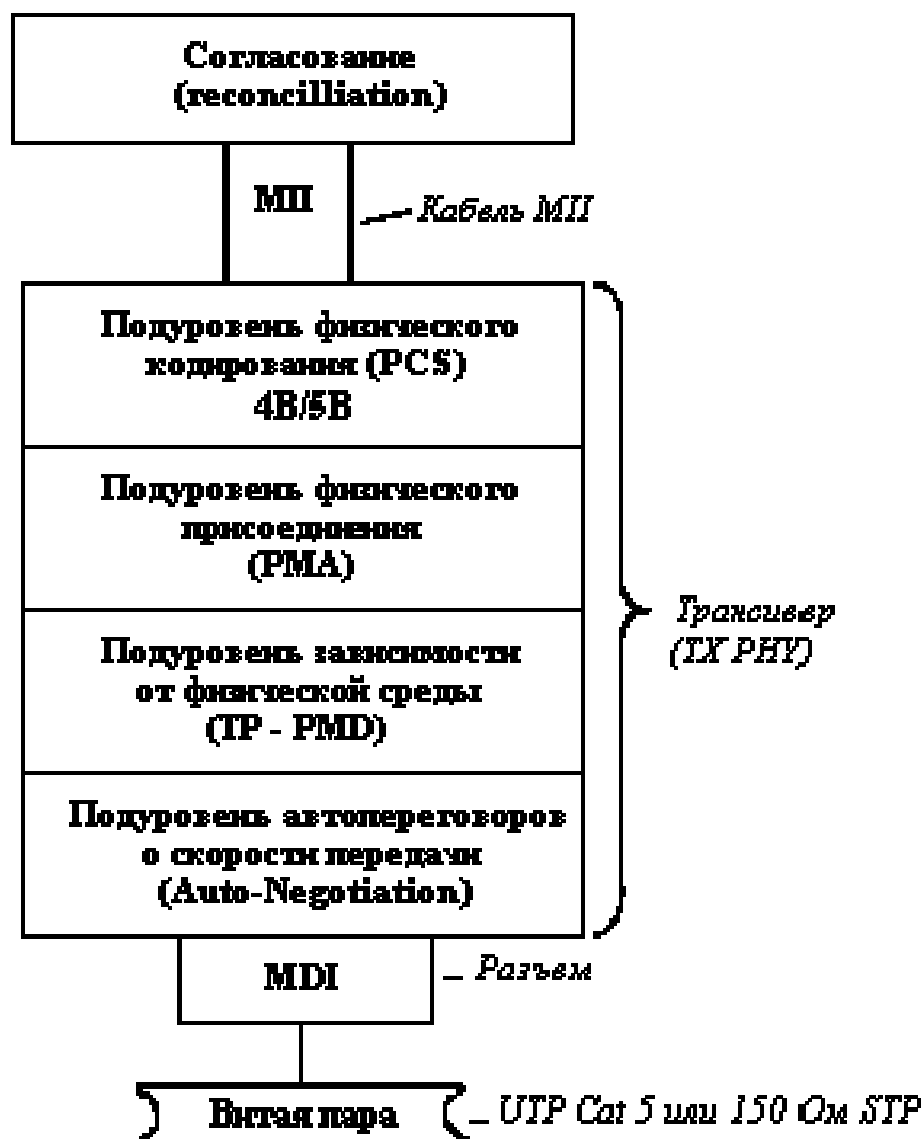 Согласование
(reconcilliation)
MII
Кабель MII
Подуровень физического
кодирования (PCS)
4B/5B
Подуровень физического
присоединения
(PMA)
Подуровень зависимости
от физической среды
(TP - PMD)
Трансивер
(TX PHY)
Подуровень автопереговоров
о скорости передачи
(Auto-Negotiation)
MDI
Разъем
Витая пара
UTP Cat 5 или 150 Ом STP